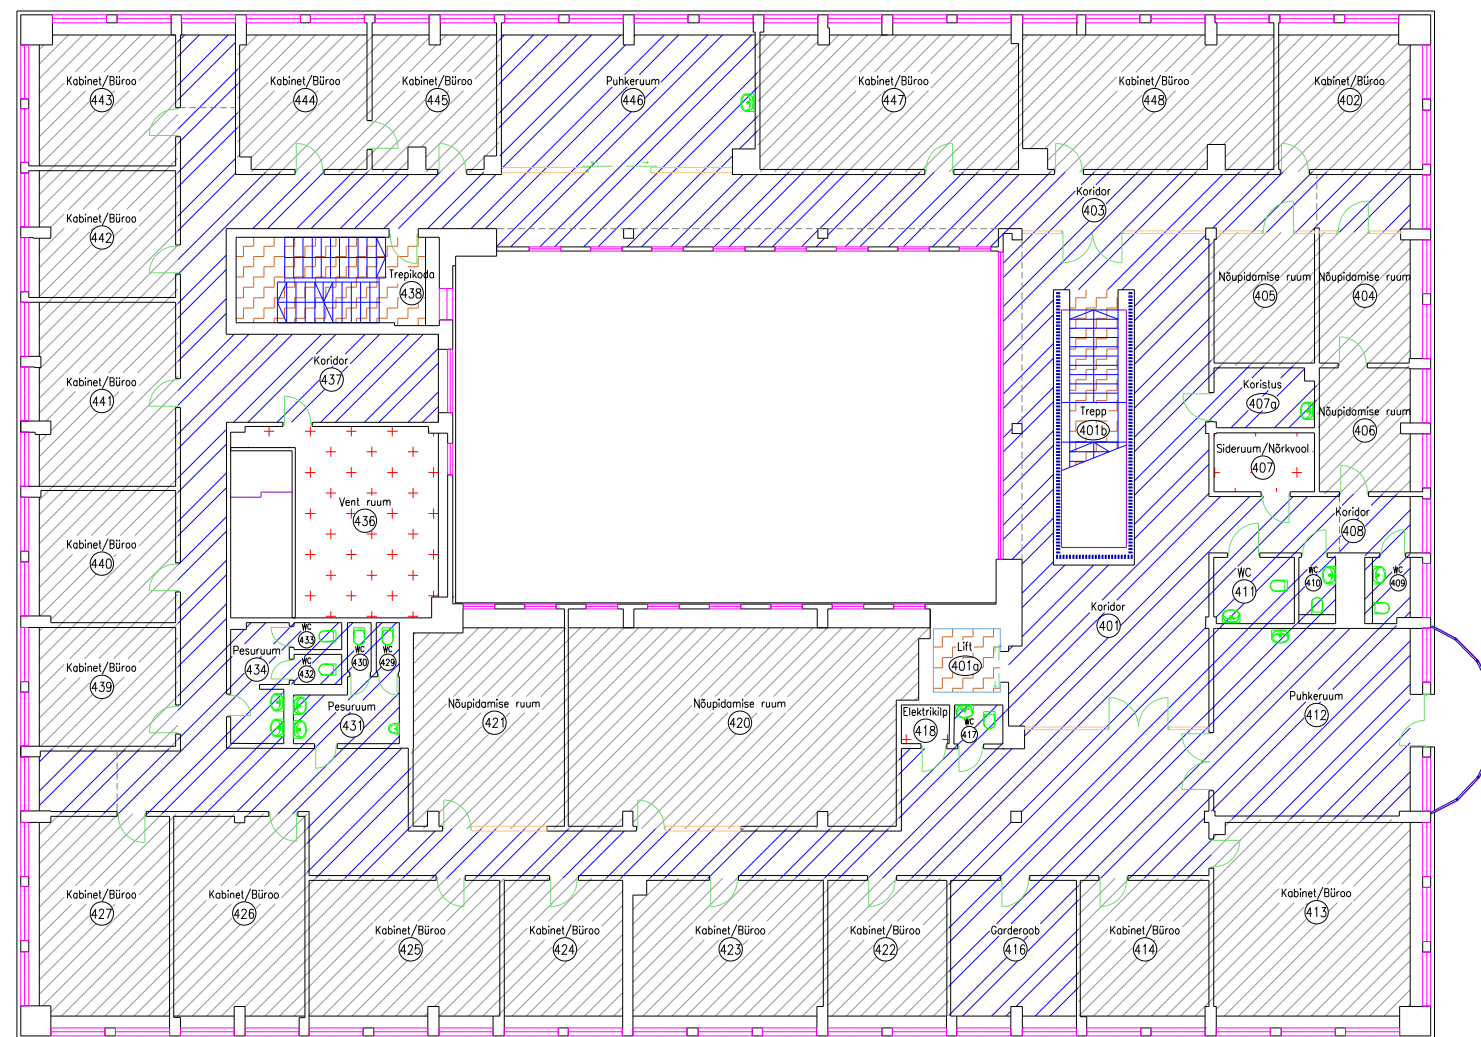 Kabinet/Büroo
443
Kabinet/Büroo
444
Kabinet/Büroo
445
Puhkeruum
446
Kabinet/Büroo
447
Kabinet/Büroo
448
Kabinet/Büroo
402
Koridor
403
Kabinet/Büroo
442
Trepikoda
438
Nõupidamise ruum
405
Nõupidamise ruum
404
Koridor
437
Kabinet/Büroo
441
Trepp
401b
Koristus
407a
Nõupidamise ruum
406
Sideruum/Nõrkvool
407
Vent ruum
436
Koridor
408
Kabinet/Büroo
440
WC
411
WC
410
WC
409
Koridor
401
WC
433
Pesuruum
434
WC
432
WC
430
WC
429
Lift
401a
Kabinet/Büroo
439
Pesuruum
431
Nõupidamise ruum
421
Nõupidamise ruum
420
Elektrikilp
418
WC
417
Puhkeruum
412
Kabinet/Büroo
427
Kabinet/Büroo
426
Kabinet/Büroo
413
Kabinet/Büroo
425
Kabinet/Büroo
424
Kabinet/Büroo
423
Kabinet/Büroo
422
Garderoob
416
Kabinet/Büroo
414